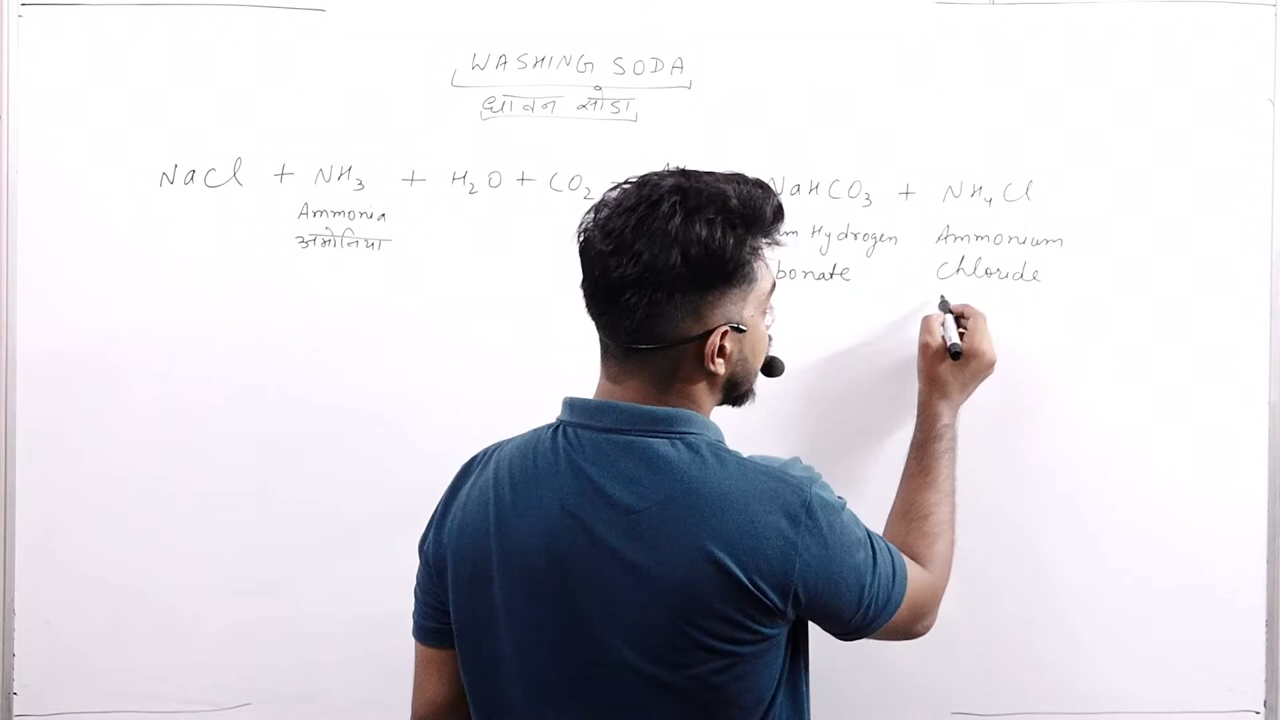 WASHING SODA
धावन सोडा
NaCl + NH₃ + H₂O + CO₂ NaHCO₃ + NH₄Cl
Ammonia Hydrogen Ammonium
अमोनिया bonate Chloride